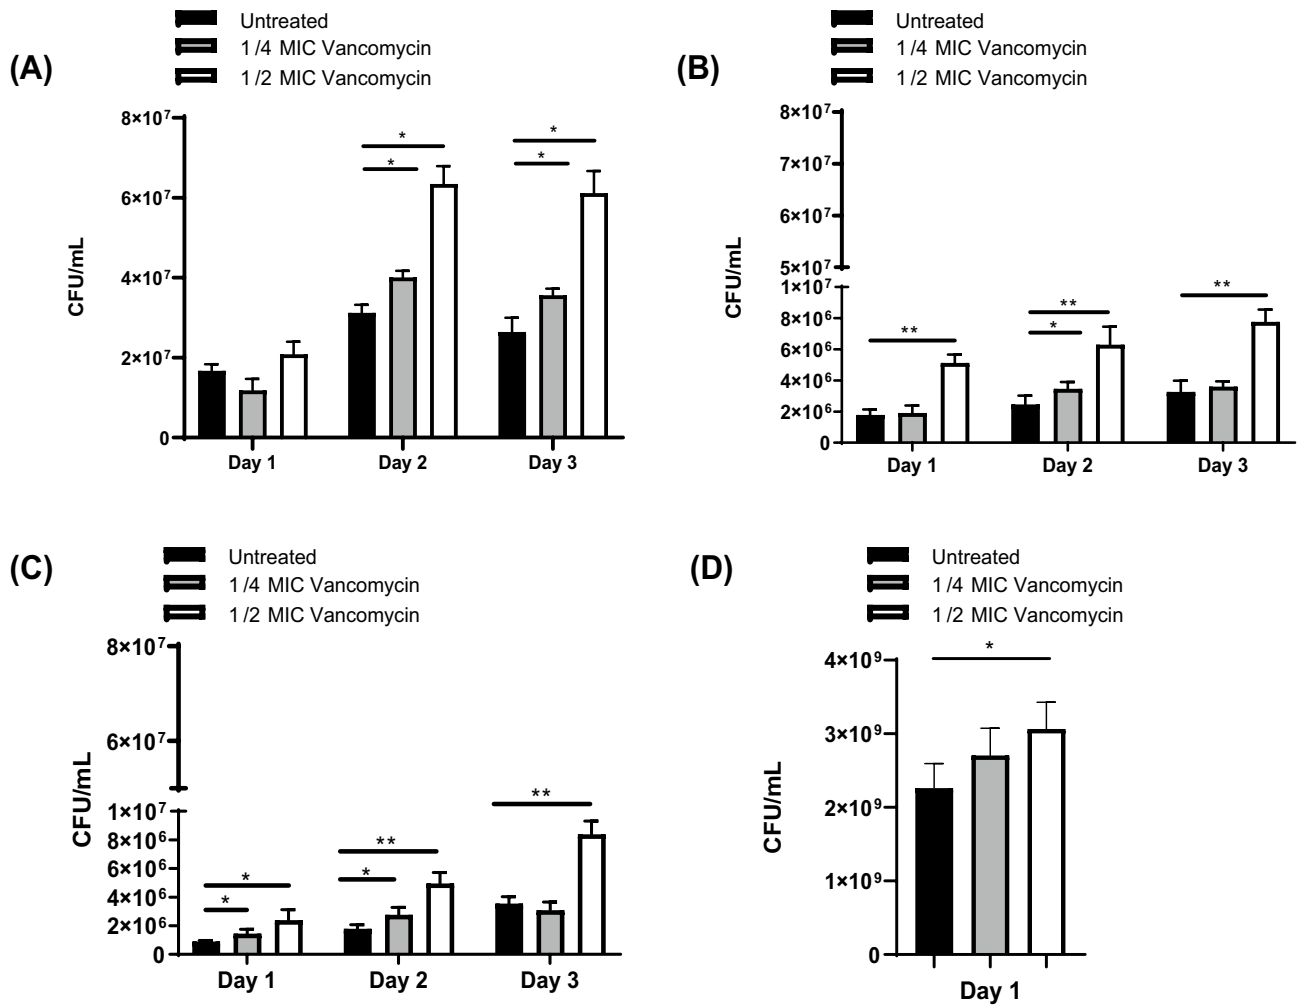 (A)
Untreated
1/4 MIC Vancomycin
1/2 MIC Vancomycin
CFU/mL
8×10⁷
6×10⁷
4×10⁷
2×10⁷
0
*
*
*
*
Day 1
Day 2
Day 3
(B)
Untreated
1/4 MIC Vancomycin
1/2 MIC Vancomycin
CFU/mL
8×10⁷
7×10⁷
6×10⁷
5×10⁷
1×10⁷
8×10⁶
6×10⁶
4×10⁶
2×10⁶
0
**
**
*
**
Day 1
Day 2
Day 3
(C)
Untreated
1/4 MIC Vancomycin
1/2 MIC Vancomycin
CFU/mL
8×10⁷
6×10⁷
1×10⁷
8×10⁶
6×10⁶
4×10⁶
2×10⁶
0
*
*
**
*
**
Day 1
Day 2
Day 3
(D)
Untreated
1/4 MIC Vancomycin
1/2 MIC Vancomycin
CFU/mL
4×10⁹
3×10⁹
2×10⁹
1×10⁹
0
*
Day 1